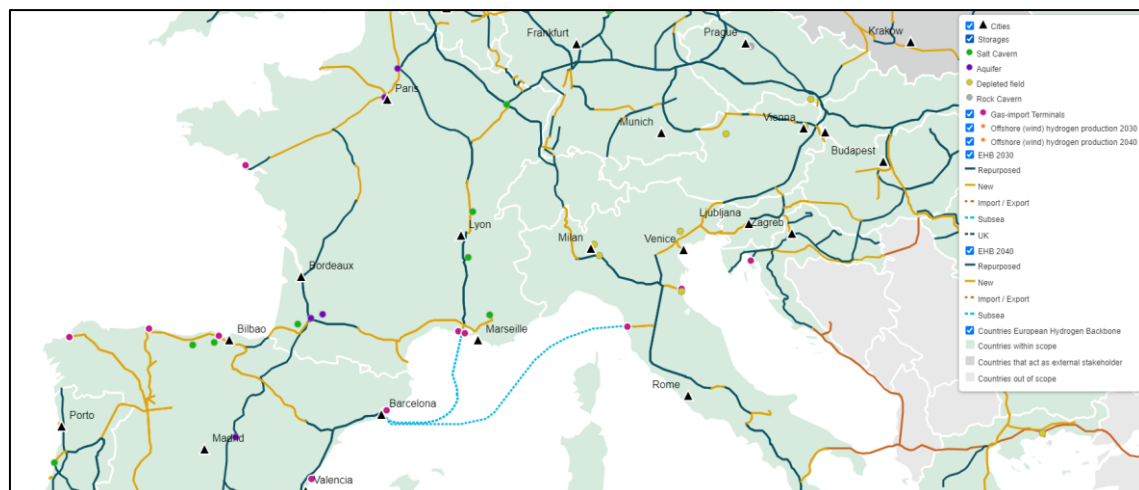 Frankfurt
Prague
Krakow
Paris
Munich
Vienna
Budapest
Lyon
Milan
Venice
Ljubljana
Zagreb
Bordeaux
Bilbao
Marseille
Porto
Madrid
Barcelona
Valencia
Rome
Cities
Storages
Salt Cavern
Aquifer
Depleted field
Rock Cavern
Gas-import Terminals
Offshore (wind) hydrogen production 2030
Offshore (wind) hydrogen production 2040
EHB 2030
Repurposed
New
Import / Export
Subsea
UK
EHB 2040
Repurposed
New
Import / Export
Subsea
Countries European Hydrogen Backbone
Countries within scope
Countries that act as external stakeholder
Countries out of scope